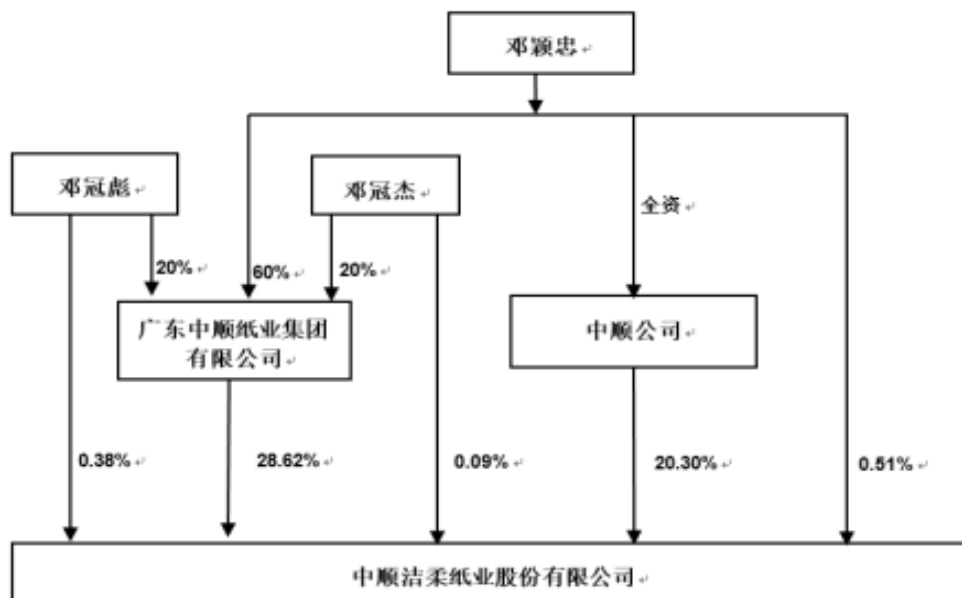 邓颖忠
邓冠彪
邓冠杰
全资
20%
60%
20%
广东中顺纸业集团
有限公司
中顺公司
0.38%
28.62%
0.09%
20.30%
0.51%
中顺洁柔纸业股份有限公司